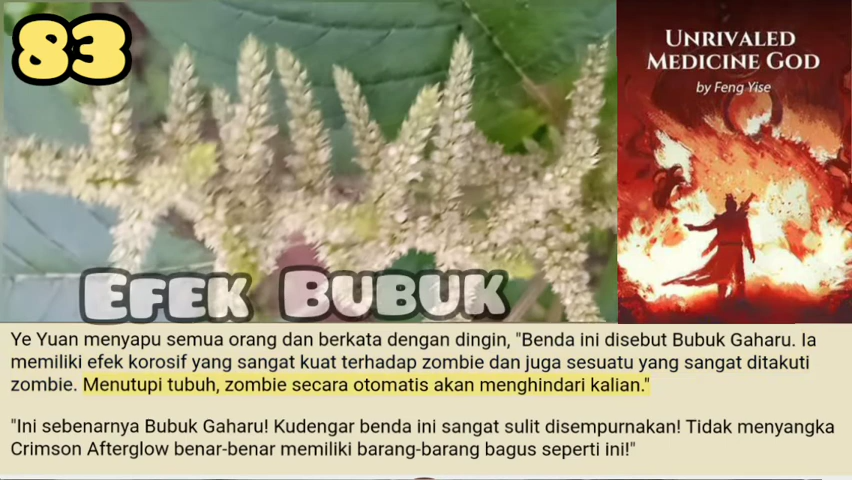 83
UNRIVALED
MEDICINE GOD
by Feng Yise
EFEK BUBUK
Ye Yuan menyapu semua orang dan berkata dengan dingin, "Benda ini disebut Bubuk Gaharu. Ia
memiliki efek korosif yang sangat kuat terhadap zombie dan juga sesuatu yang sangat ditakuti
zombie. Menutupi tubuh, zombie secara otomatis akan menghindari kalian."
"Ini sebenarnya Bubuk Gaharu! Kudengar benda ini sangat sulit disempurnakan! Tidak menyangka
Crimson Afterglow benar-benar memiliki barang-barang bagus seperti ini!"